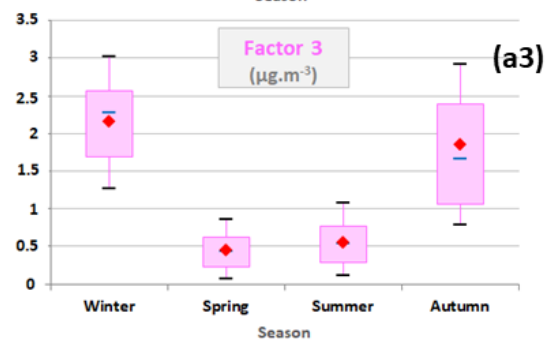 Season
3.5
3
2.5
2
1.5
1
0.5
0
Factor 3
(µg.m⁻³)
(a3)
Winter Spring Summer Autumn
Season